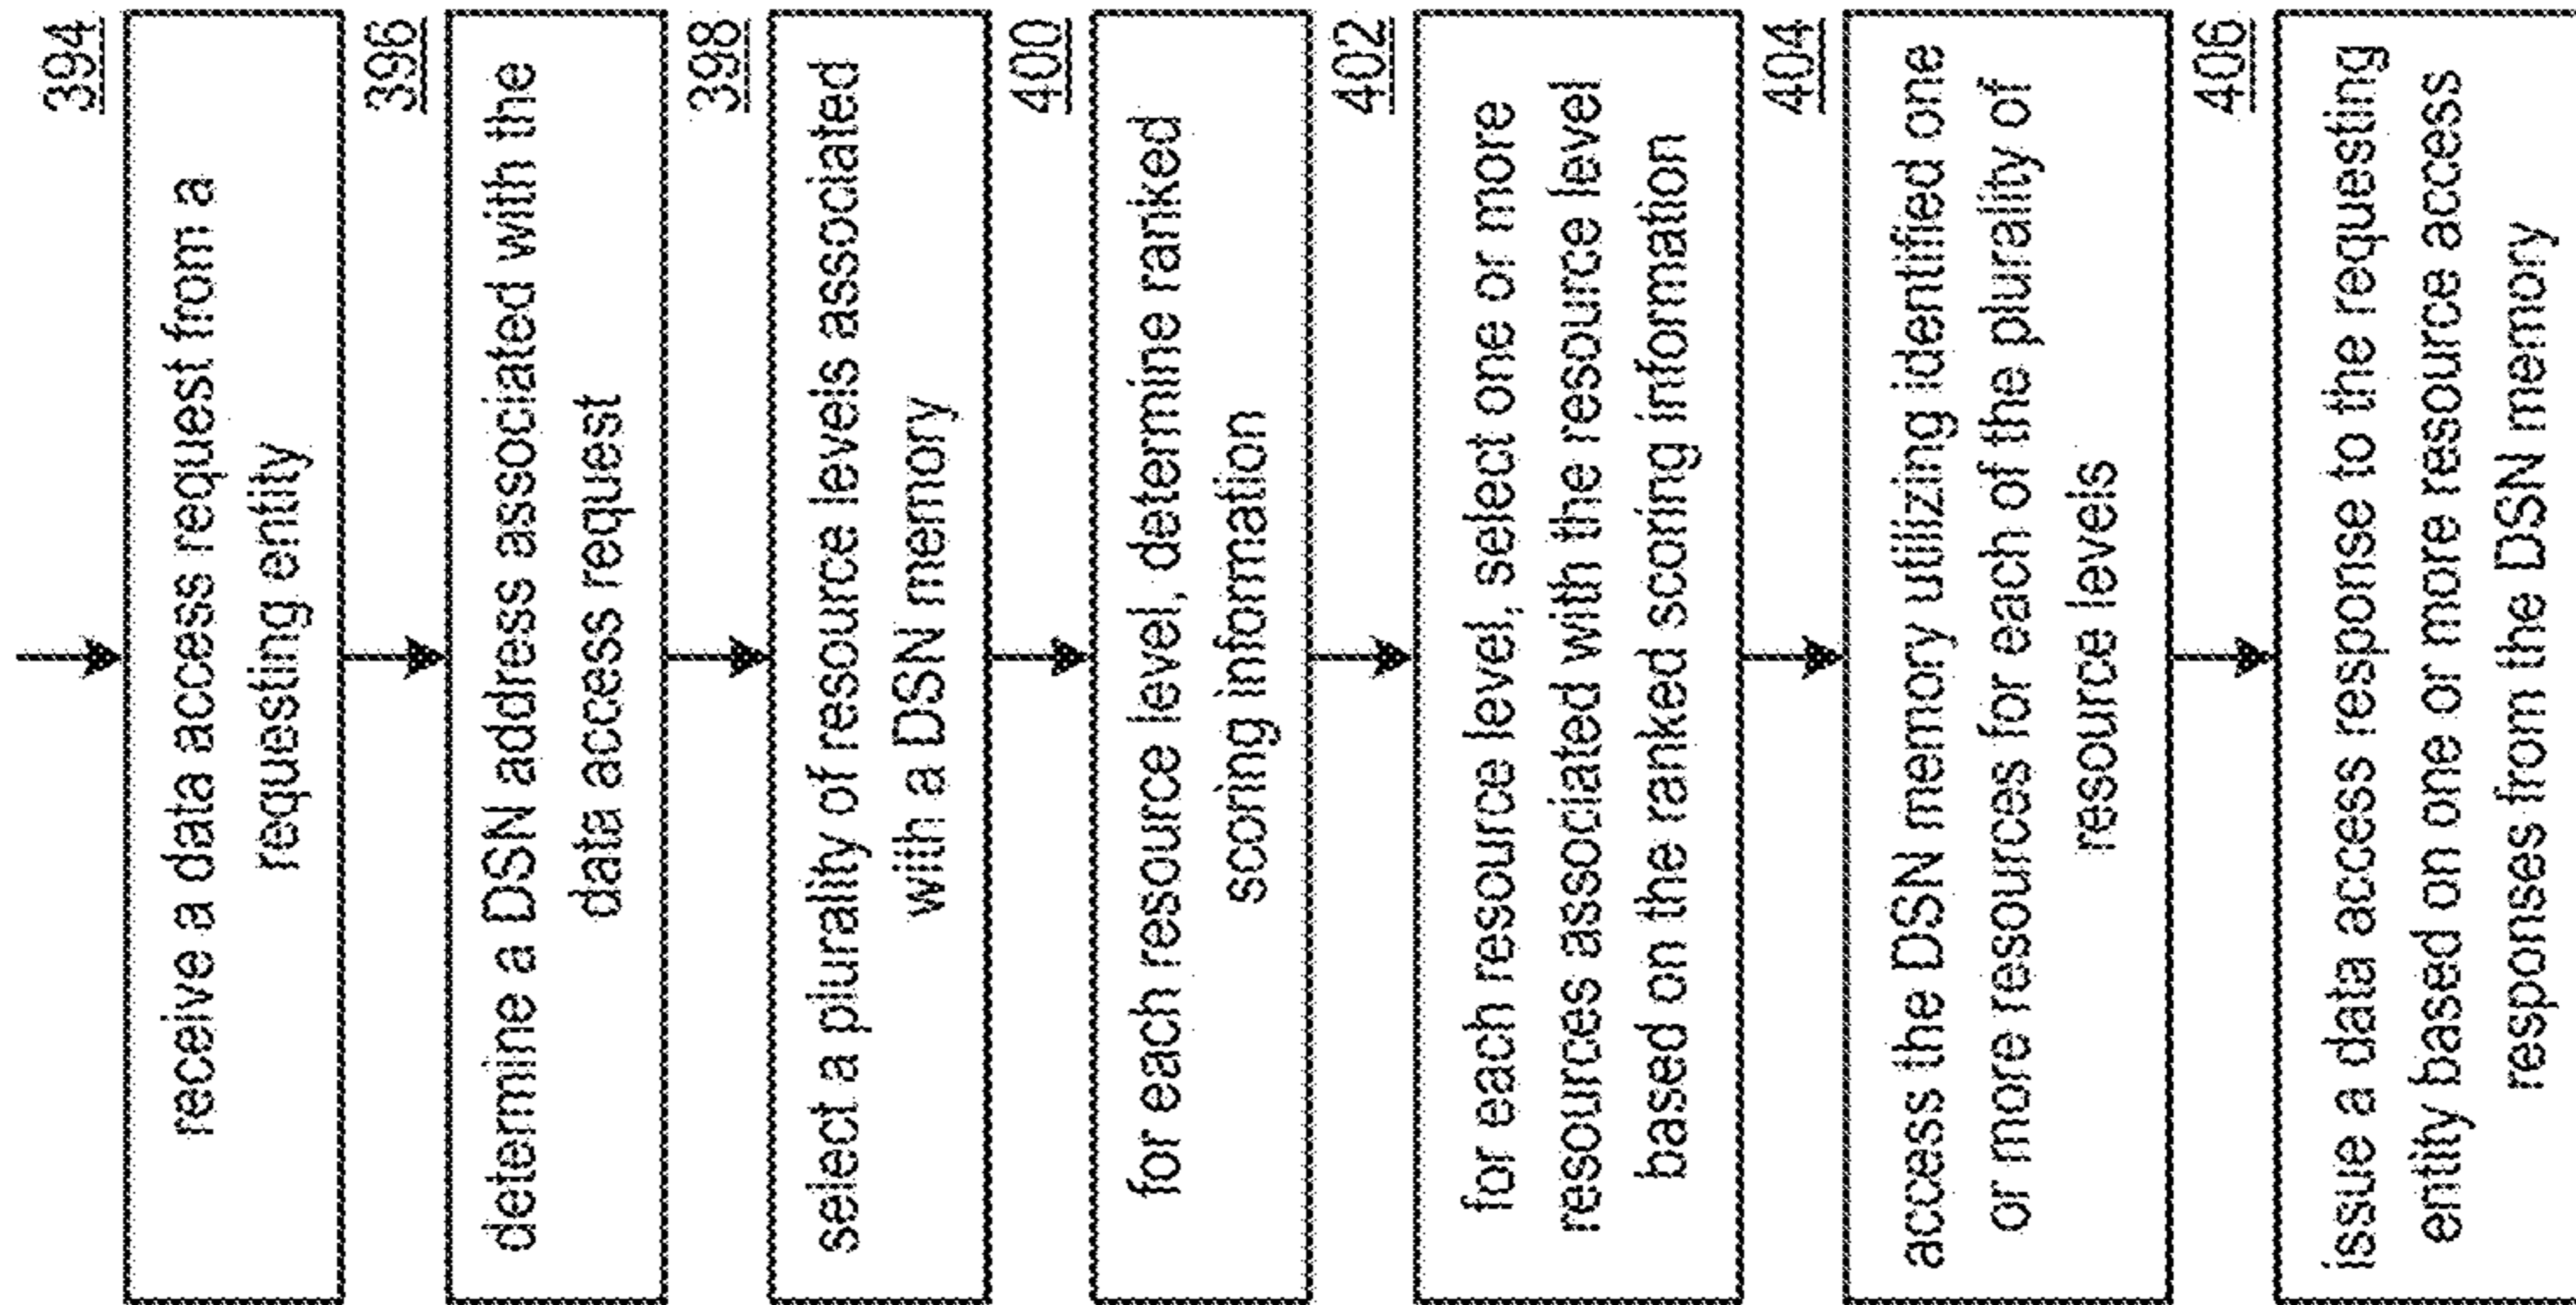 394
receive a data access request from a
requesting entity
396
determine a DSN address associated with the
data access request
398
select a plurality of resource levels associated
with a DSN memory
400
for each resource level, determine ranked
scoring information
402
for each resource level, select one or more
resources associated with the resource level
based on the ranked scoring information
404
access the DSN memory utilizing identified one
or more resources for each of the plurality of
resource levels
406
issue a data access response to the requesting
entity based on one or more resource access
responses from the DSN memory